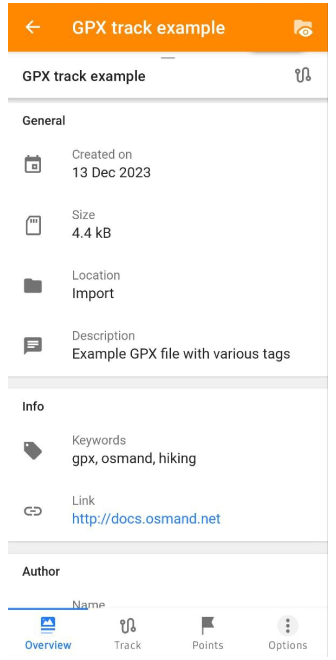 GPX track example
GPX track example
General
Created on
13 Dec 2023
Size
4.4 kB
Location
Import
Description
Example GPX file with various tags
Info
Keywords
gpx, osmand, hiking
Link
http://docs.osmand.net
Author
Name
Overview
Track
Points
Options